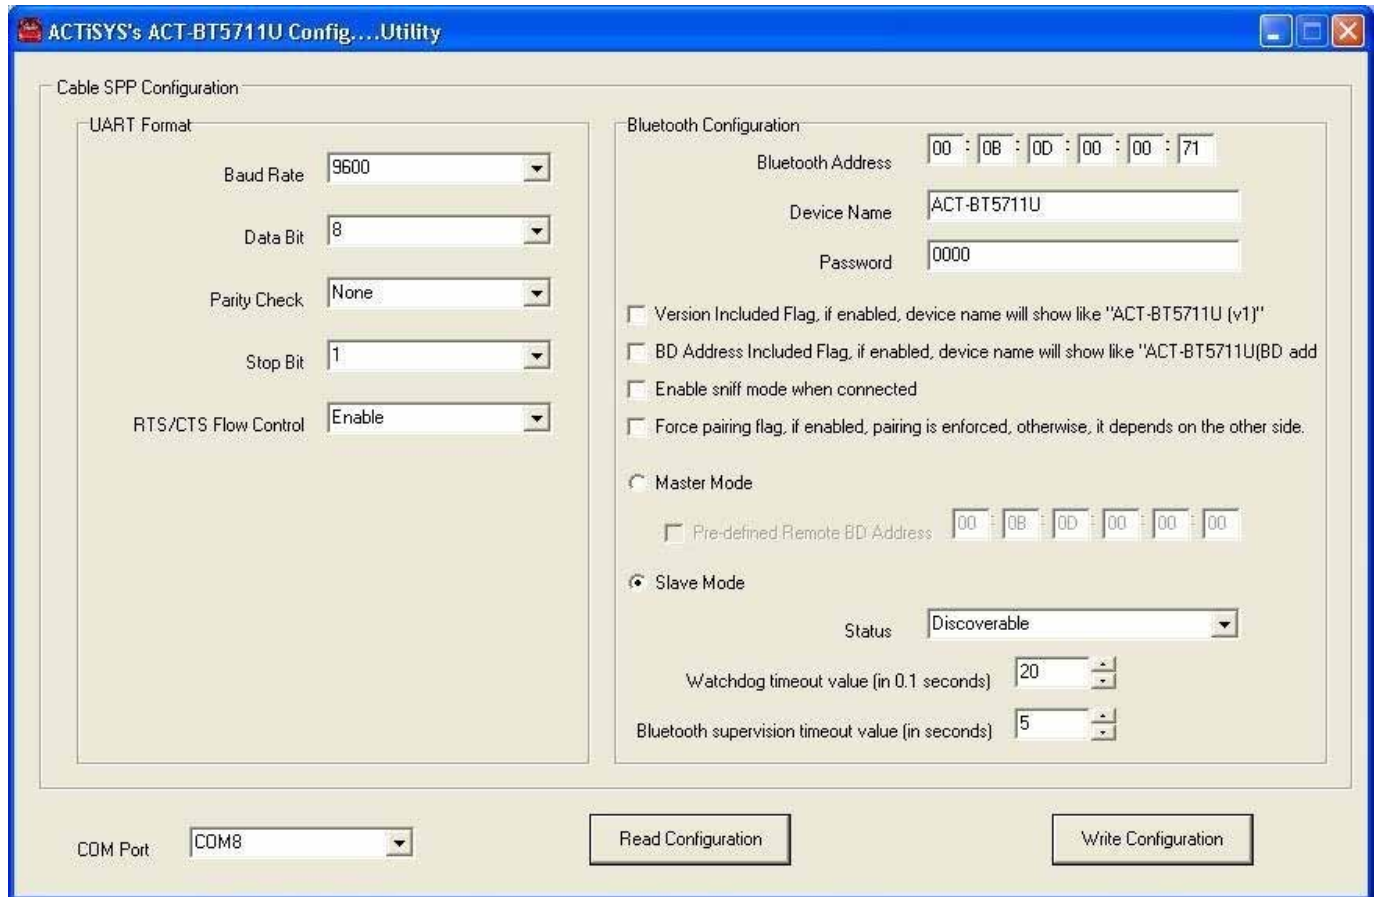 ACTiSYS's ACT-BT5711U Config....Utility
Cable SPP Configuration
UART Format
Baud Rate 9600
Data Bit 8
Parity Check None
Stop Bit 1
RTS/CTS Flow Control Enable
Bluetooth Configuration
Bluetooth Address 00 : 0B : 0D : 00 : 00 : 71
Device Name ACT-BT5711U
Password 0000
Version Included Flag, if enabled, device name will show like "ACT-BT5711U (v1)"
BD Address Included Flag, if enabled, device name will show like "ACT-BT5711U(BD add
Enable sniff mode when connected
Force pairing flag, if enabled, pairing is enforced, otherwise, it depends on the other side.
Master Mode
Pre-defined Remote BD Address 00 : 0B : 0D : 00 : 00 : 00
Slave Mode
Status Discoverable
Watchdog timeout value (in 0.1 seconds) 20
Bluetooth supervision timeout value (in seconds) 5
COM Port COM8
Read Configuration
Write Configuration